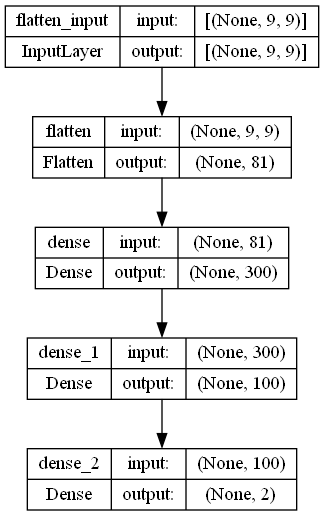 flatten_input input: [(None, 9, 9)]
InputLayer output: [(None, 9, 9)]
flatten input: (None, 9, 9)
Flatten output: (None, 81)
dense input: (None, 81)
Dense output: (None, 300)
dense_1 input: (None, 300)
Dense output: (None, 100)
dense_2 input: (None, 100)
Dense output: (None, 2)